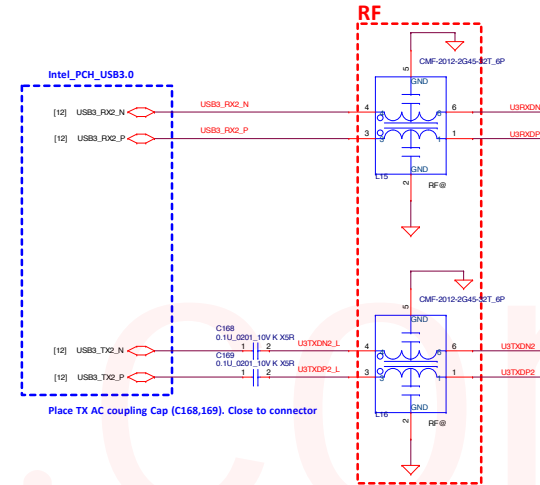 RF
CMF-2012-2G45-32T_6P
5
GND
Intel_PCH_USB3.0
[12] USB3_RX2_N
USB3_RX2_N
4
6
U3RXDN
[12] USB3_RX2_P
USB3_RX2_P
3
1
U3RXDP
GND
L15
2
RF@
CMF-2012-2G45-32T_6P
5
GND
C168
0.1U_0201_10V K X5R
[12] USB3_TX2_N
1 2
U3TXDN2_L
4
6
U3TXDN2
C169
0.1U_0201_10V K X5R
[12] USB3_TX2_P
1 2
U3TXDP2_L
3
1
U3TXDP2
GND
L16
2
RF@
Place TX AC coupling Cap (C168,169). Close to connector
.com